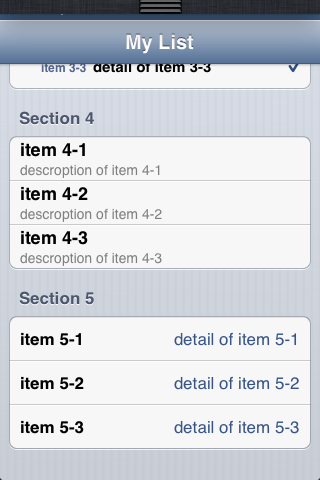 My List
item 3-3 detail of item 3-3
Section 4
item 4-1
descroption of item 4-1
item 4-2
descroption of item 4-2
item 4-3
descroption of item 4-3
Section 5
item 5-1 detail of item 5-1
item 5-2 detail of item 5-2
item 5-3 detail of item 5-3